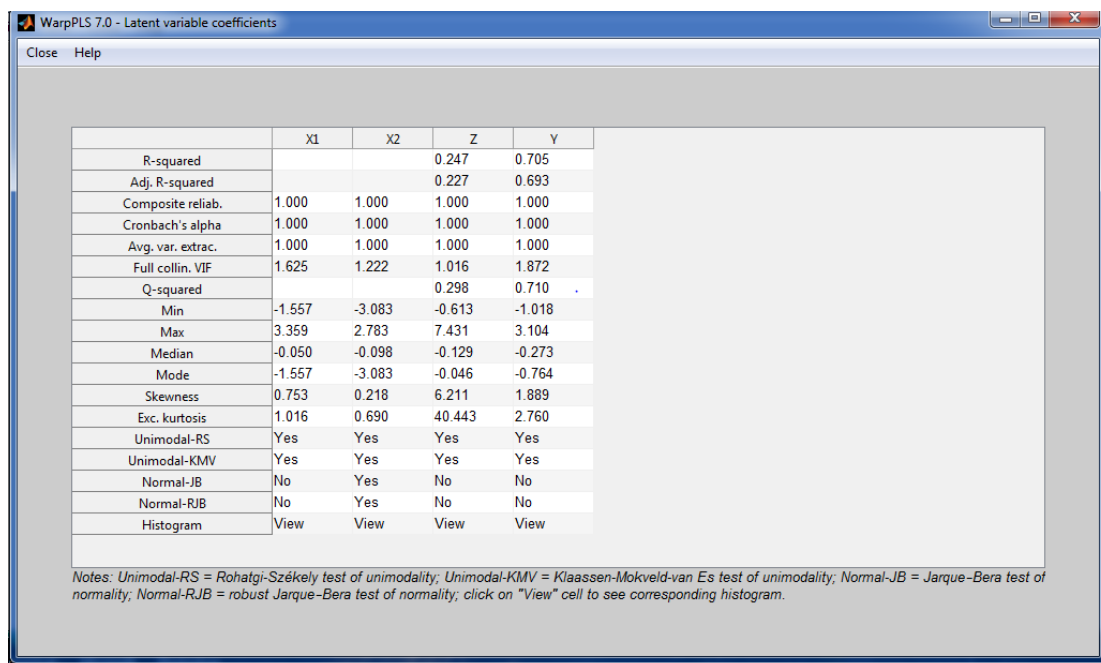 WarpPLS 7.0 - Latent variable coefficients
Close Help
X1 X2 Z Y
R-squared 0.247 0.705
Adj. R-squared 0.227 0.693
Composite reliab. 1.000 1.000 1.000 1.000
Cronbach's alpha 1.000 1.000 1.000 1.000
Avg. var. extrac. 1.000 1.000 1.000 1.000
Full collin. VIF 1.625 1.222 1.016 1.872
Q-squared 0.298 0.710
Min -1.557 -3.083 -0.613 -1.018
Max 3.359 2.783 7.431 3.104
Median -0.050 -0.098 -0.129 -0.273
Mode -1.557 -3.083 -0.046 -0.764
Skewness 0.753 0.218 6.211 1.889
Exc. kurtosis 1.016 0.690 40.443 2.760
Unimodal-RS Yes Yes Yes Yes
Unimodal-KMV Yes Yes Yes Yes
Normal-JB No Yes No No
Normal-RJB No Yes No No
Histogram View View View View
Notes: Unimodal-RS = Rohatgi-Székely test of unimodality; Unimodal-KMV = Klaassen-Mokveld-van Es test of unimodality; Normal-JB = Jarque–Bera test of
normality; Normal-RJB = robust Jarque–Bera test of normality; click on "View" cell to see corresponding histogram.